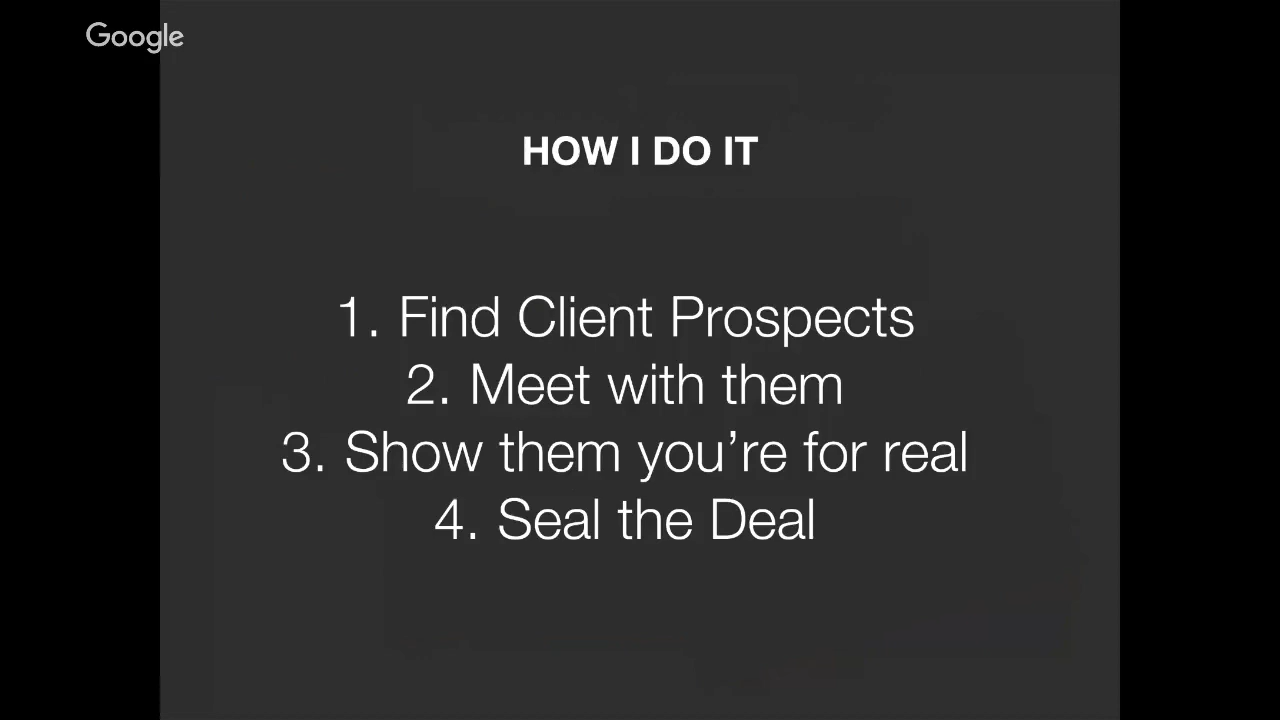 Google
HOW I DO IT
1. Find Client Prospects
2. Meet with them
3. Show them you’re for real
4. Seal the Deal